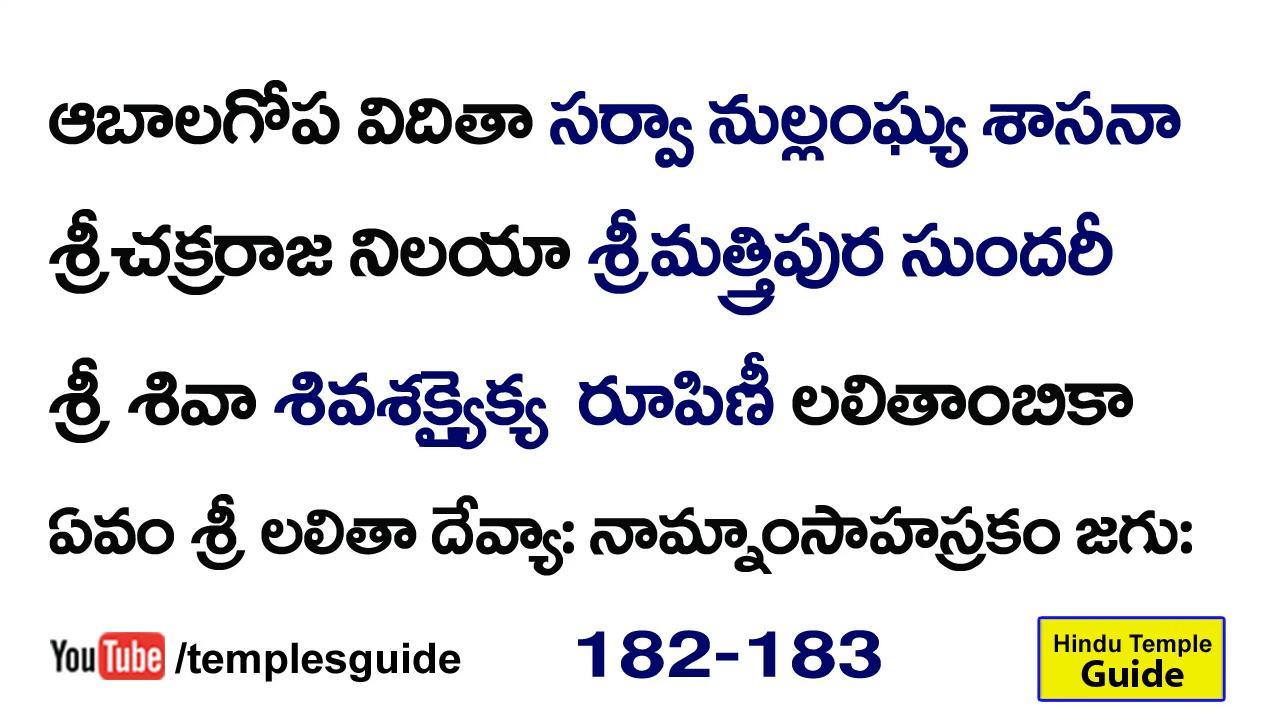 ఆబాలగోప విదితా సర్వా నుల్లంఘ్య శాసనా
శ్రీచక్రరాజ నిలయా శ్రీమత్త్రిపుర సుందరీ
శ్రీ శివా శివశక్త్యైక్య రూపిణీ లలితాంబికా
ఏవం శ్రీ లలితా దేవ్యా: నామ్నాంసాహస్రకం జగు:
YouTube /templesguide
182-183
Hindu Temple
Guide